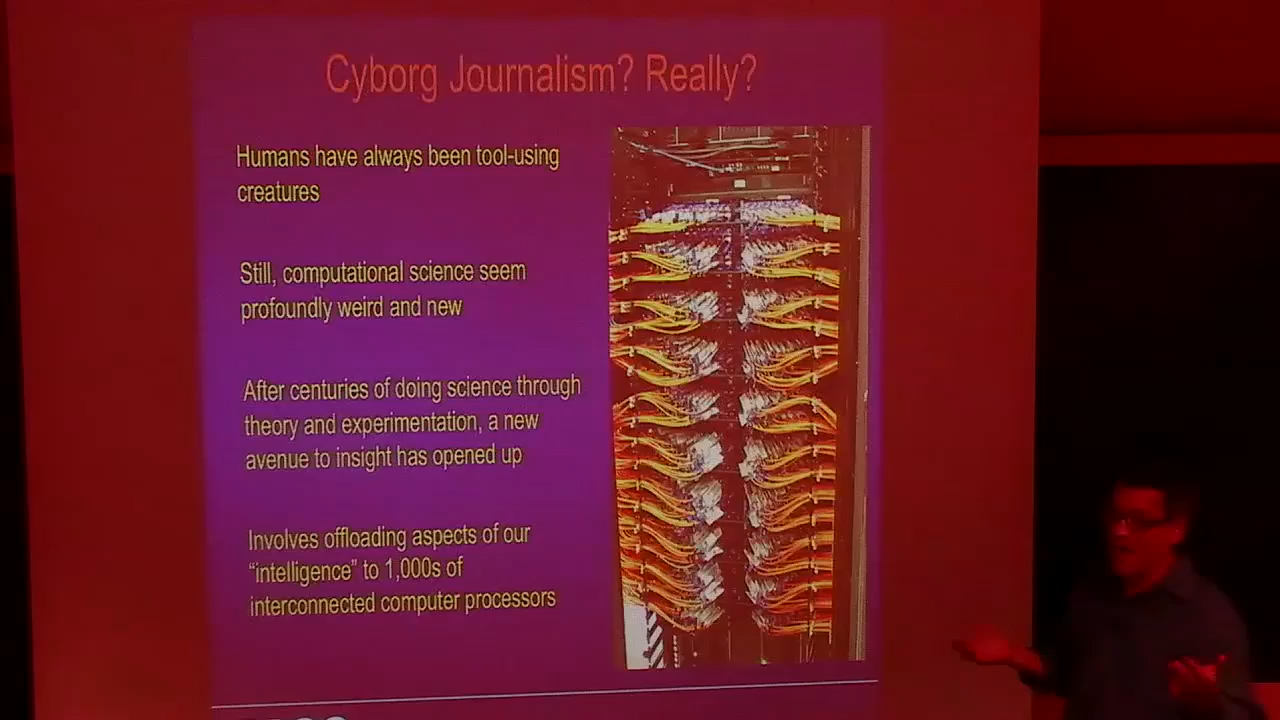 Cyborg Journalism? Really?
Humans have always been tool-using
creatures
Still, computational science seem
profoundly weird and new
After centuries of doing science through
theory and experimentation, a new
avenue to insight has opened up
Involves offloading aspects of our
“intelligence” to 1,000s of
interconnected computer processors